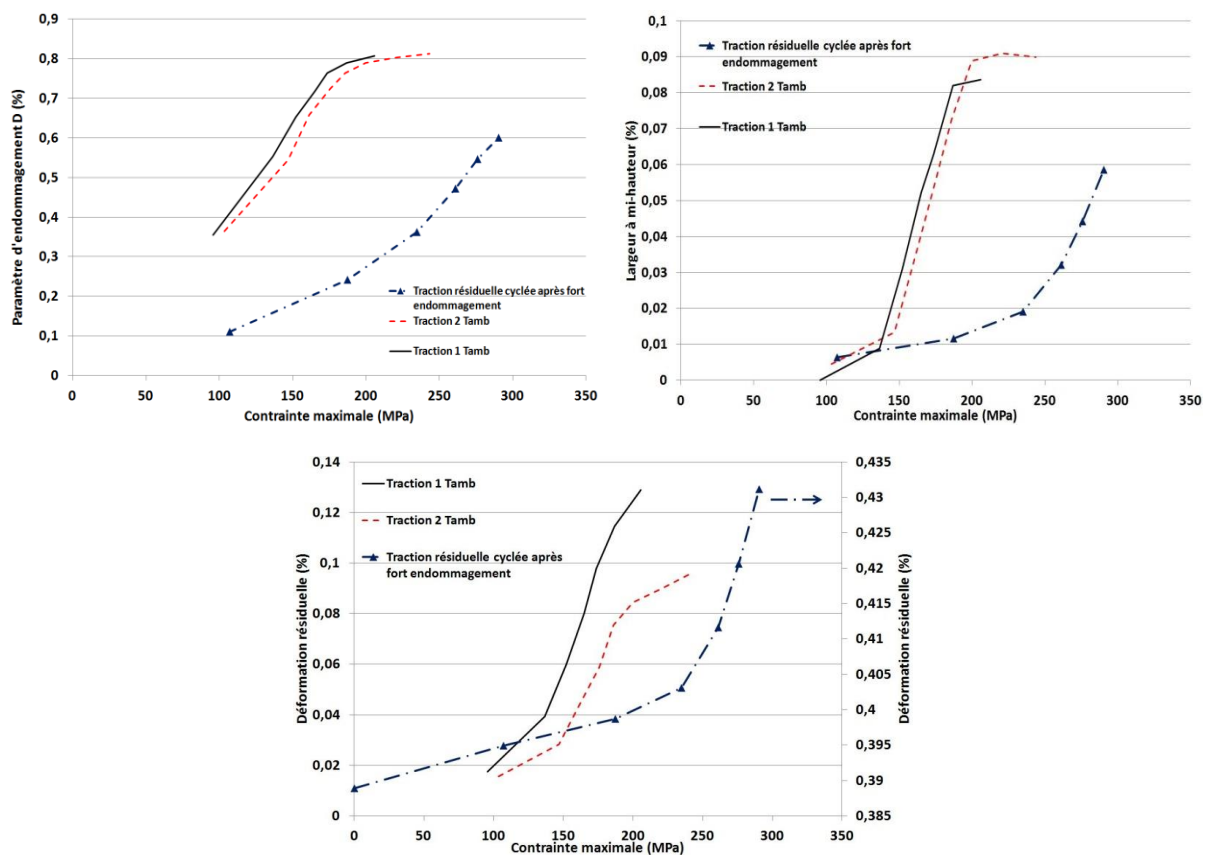 Paramètre d'endommagement D (%)
0,9
0,8
0,7
0,6
0,5
0,4
0,3
0,2
0,1
0
0 50 100 150 200 250 300 350
Contrainte maximale (MPa)
Traction résiduelle cyclée après fort
endommagement
Traction 2 Tamb
Traction 1 Tamb
Largeur à mi-hauteur (%)
0,1
0,090
0,08
0,07
0,06
0,05
0,04
0,03
0,02
0,01
0
0 50 100 150 200 250 300 350
Contrainte maximale (MPa)
Traction résiduelle cyclée après fort
endommagement
Traction 2 Tamb
Traction 1 Tamb
Déformation résiduelle (%)
0,14
0,12
0,1
0,08
0,06
0,04
0,02
0
0 50 100 150 200 250 300 350
Contrainte maximale (MPa)
Traction 1 Tamb
Traction 2 Tamb
Traction résiduelle cyclée après
fort endommagement
0,435
0,430
0,425
0,420
0,415
0,41
0,405
0,4
0,395
0,390
0,385
Déformation résiduelle (%)